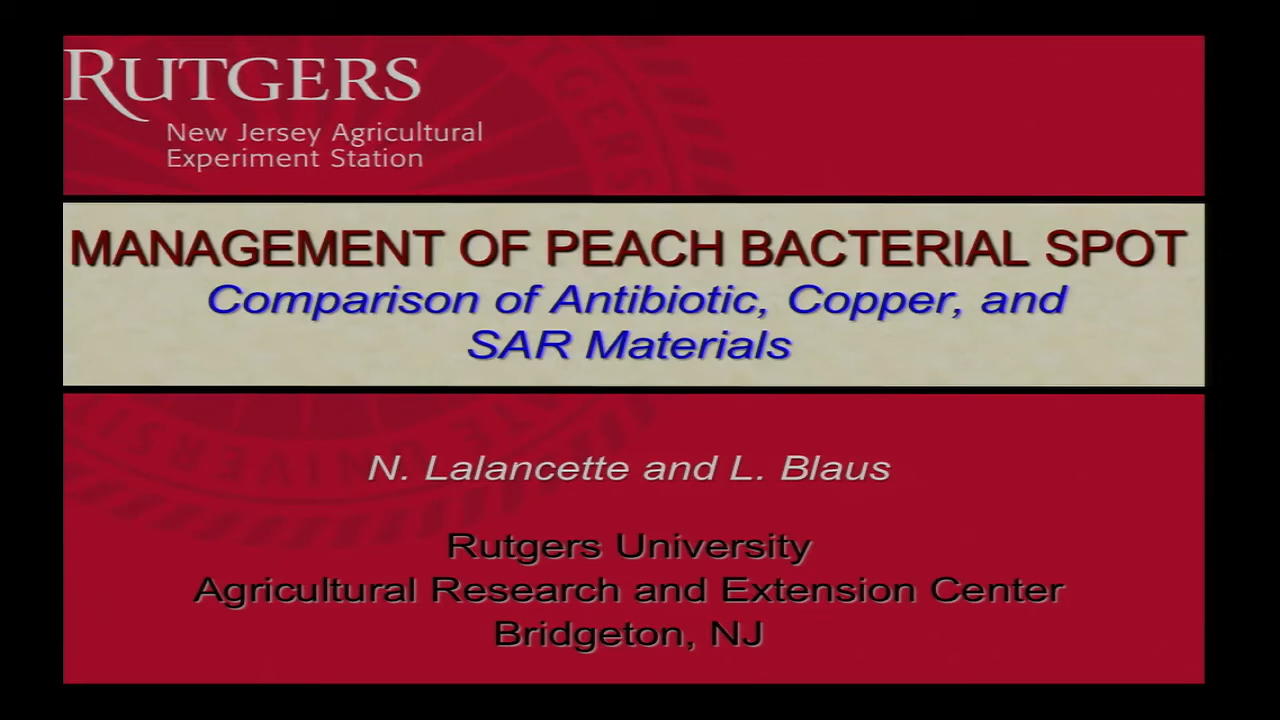 RUTGERS
New Jersey Agricultural
Experiment Station
MANAGEMENT OF PEACH BACTERIAL SPOT
Comparison of Antibiotic, Copper, and
SAR Materials
N. Lalancette and L. Blaus
Rutgers University
Agricultural Research and Extension Center
Bridgeton, NJ